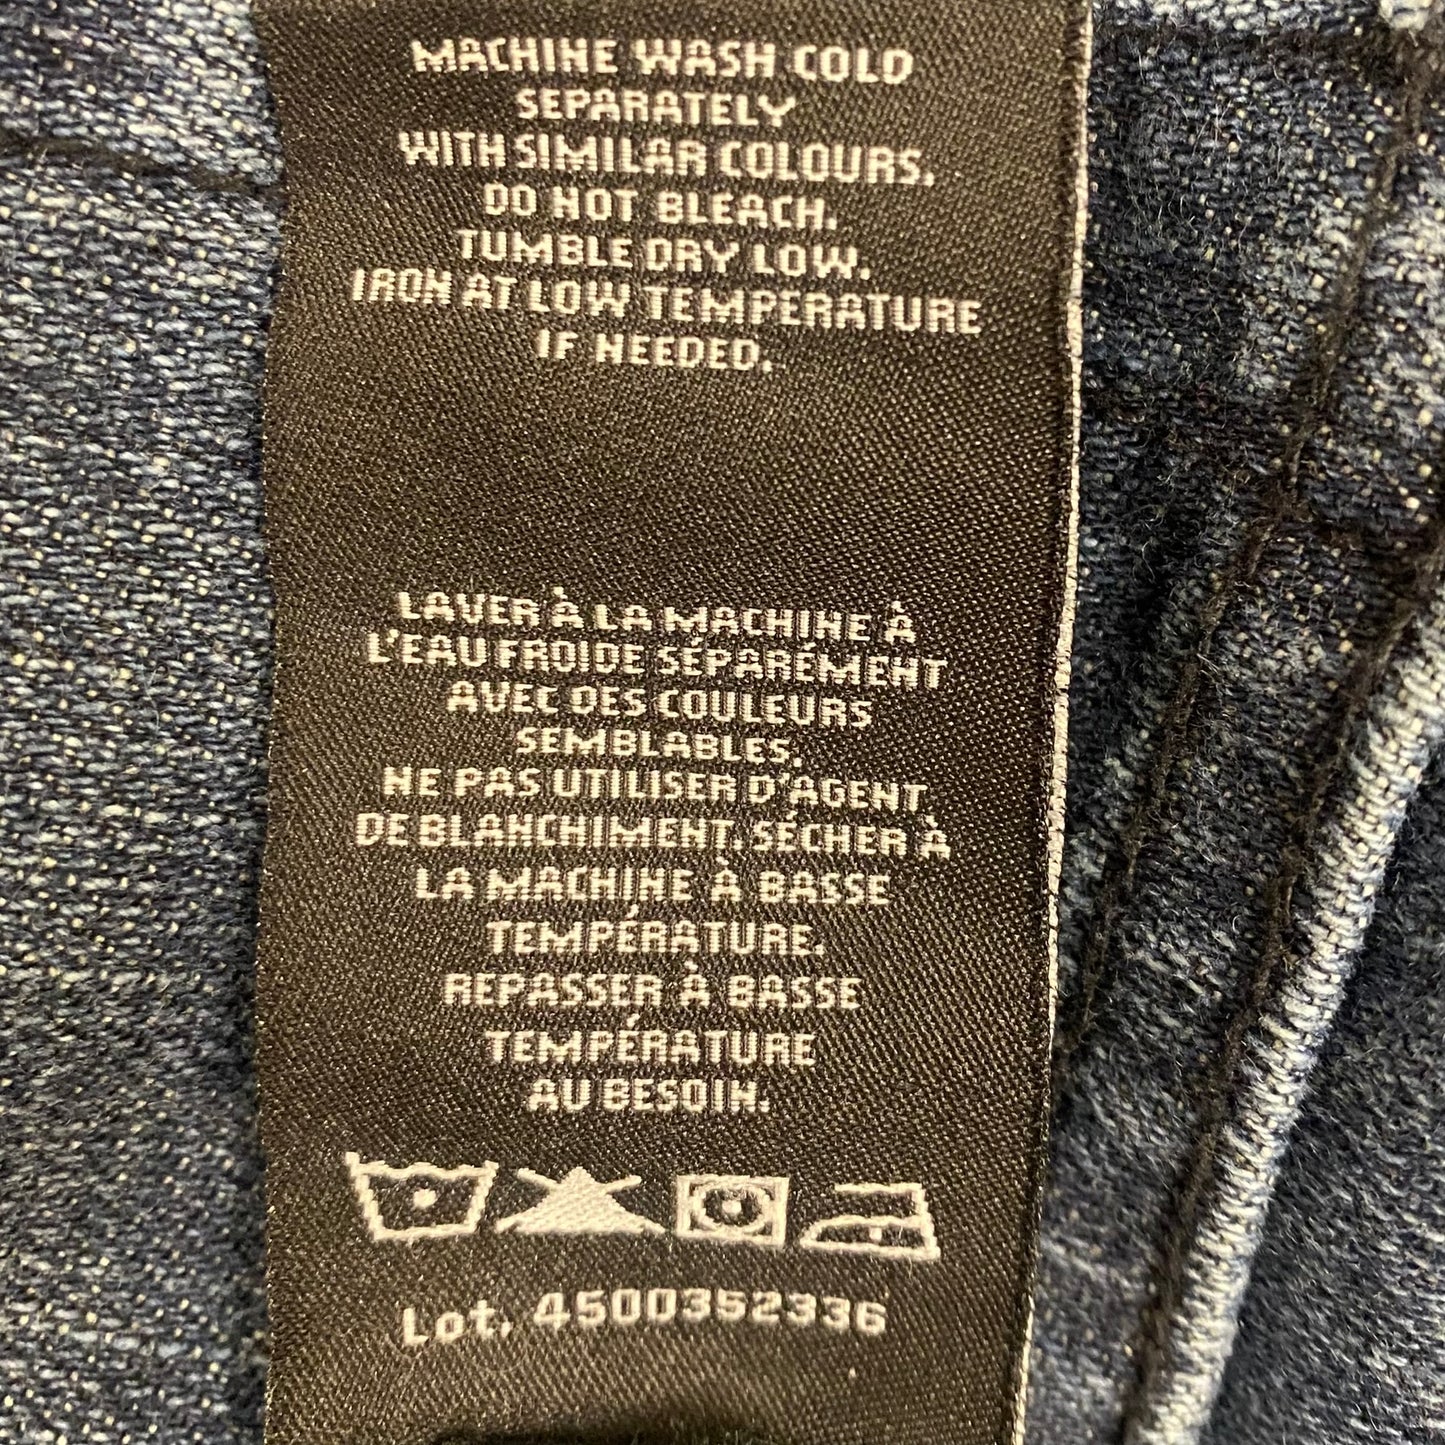 MACHINE WASH COLD
SEPARATELY
WITH SIMILAR COLOURS.
DO NOT BLEACH.
TUMBLE DRY LOW.
IRON AT LOW TEMPERATURE
IF NEEDED.
LAVER À LA MACHINE À
L'EAU FROIDE SÉPARÉMENT
AVEC DES COULEURS
SEMBLABLES.
NE PAS UTILISER D'AGENT
DE BLANCHIMENT. SÉCHER À
LA MACHINE À BASSE
TEMPÉRATURE.
REPASSER À BASSE
TEMPÉRATURE
AU BESOIN.
Lot. 4500352336